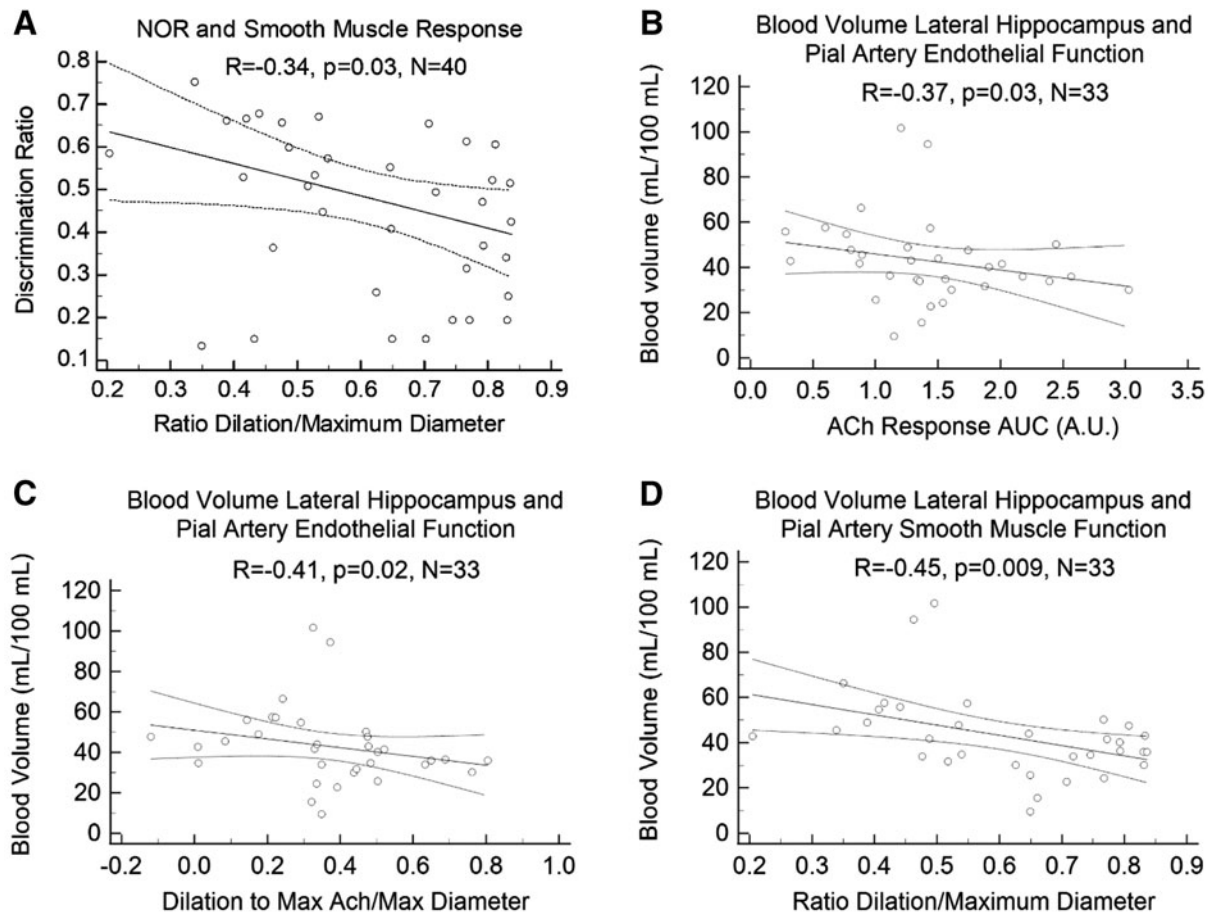 A
NOR and Smooth Muscle Response
R=-0.34, p=0.03, N=40
Discrimination Ratio
0.8
0.7
0.6
0.5
0.4
0.3
0.2
0.1
0.2 0.3 0.4 0.5 0.6 0.7 0.8 0.9
Ratio Dilation/Maximum Diameter
B
Blood Volume Lateral Hippocampus and
Pial Artery Endothelial Function
R=-0.37, p=0.03, N=33
Blood volume (mL/100 mL)
120
100
80
60
40
20
0
0.0 0.5 1.0 1.5 2.0 2.5 3.0 3.5
ACh Response AUC (A.U.)
C
Blood Volume Lateral Hippocampus and
Pial Artery Endothelial Function
R=-0.41, p=0.02, N=33
Blood Volume (mL/100 mL)
120
100
80
60
40
20
0
-0.2 0.0 0.2 0.4 0.6 0.8 1.0
Dilation to Max Ach/Max Diameter
D
Blood Volume Lateral Hippocampus and
Pial Artery Smooth Muscle Function
R=-0.45, p=0.009, N=33
Blood Volume (mL/100 mL)
120
100
80
60
40
20
0
0.2 0.3 0.4 0.5 0.6 0.7 0.8 0.9
Ratio Dilation/Maximum Diameter